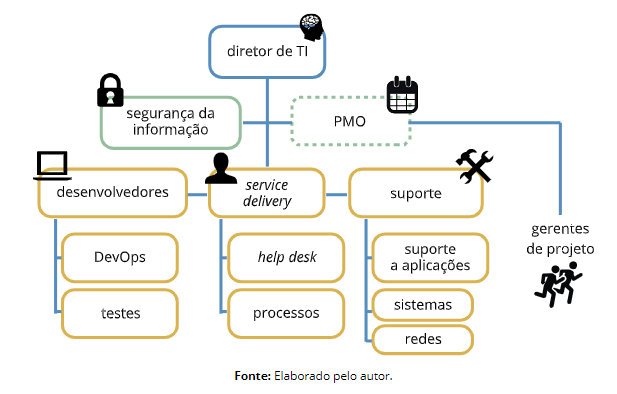 diretor de TI
segurança da
informação
PMO
desenvolvedores
service
delivery
suporte
gerentes
de projeto
DevOps
help desk
suporte
a aplicações
testes
processos
sistemas
redes
Fonte: Elaborado pelo autor.